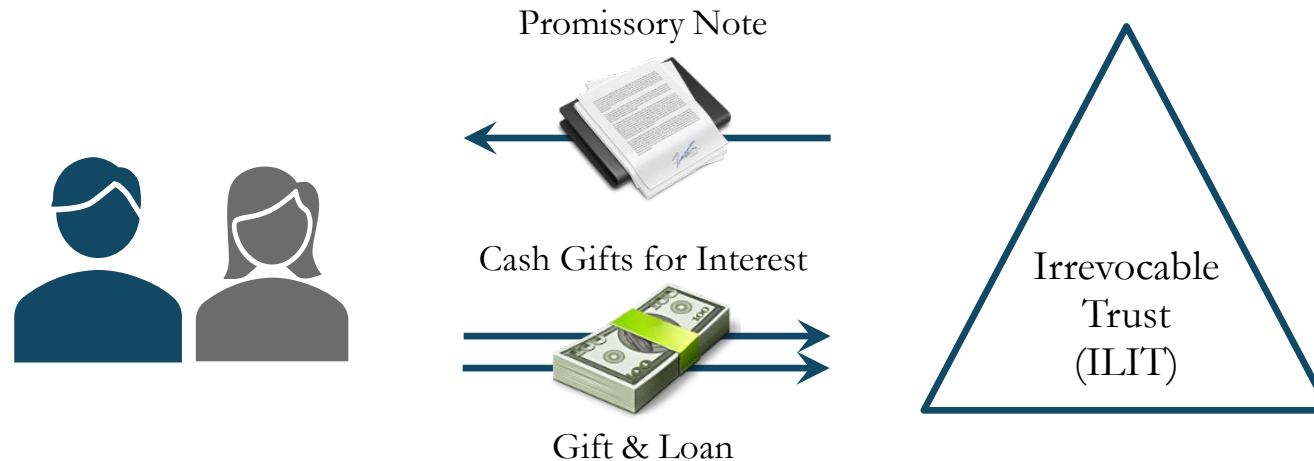 Promissory Note
Cash Gifts for Interest
Gift & Loan
Irrevocable
Trust
(ILIT)